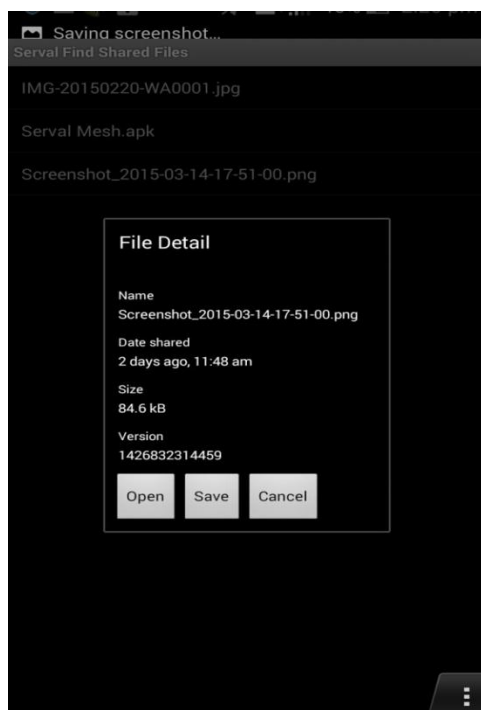 Saving screenshot...
Serval Find Shared Files
IMG-20150220-WA0001.jpg
Serval Mesh.apk
Screenshot_2015-03-14-17-51-00.png
File Detail
Name
Screenshot_2015-03-14-17-51-00.png
Date shared
2 days ago, 11:48 am
Size
84.6 kB
Version
1426832314459
Open Save Cancel